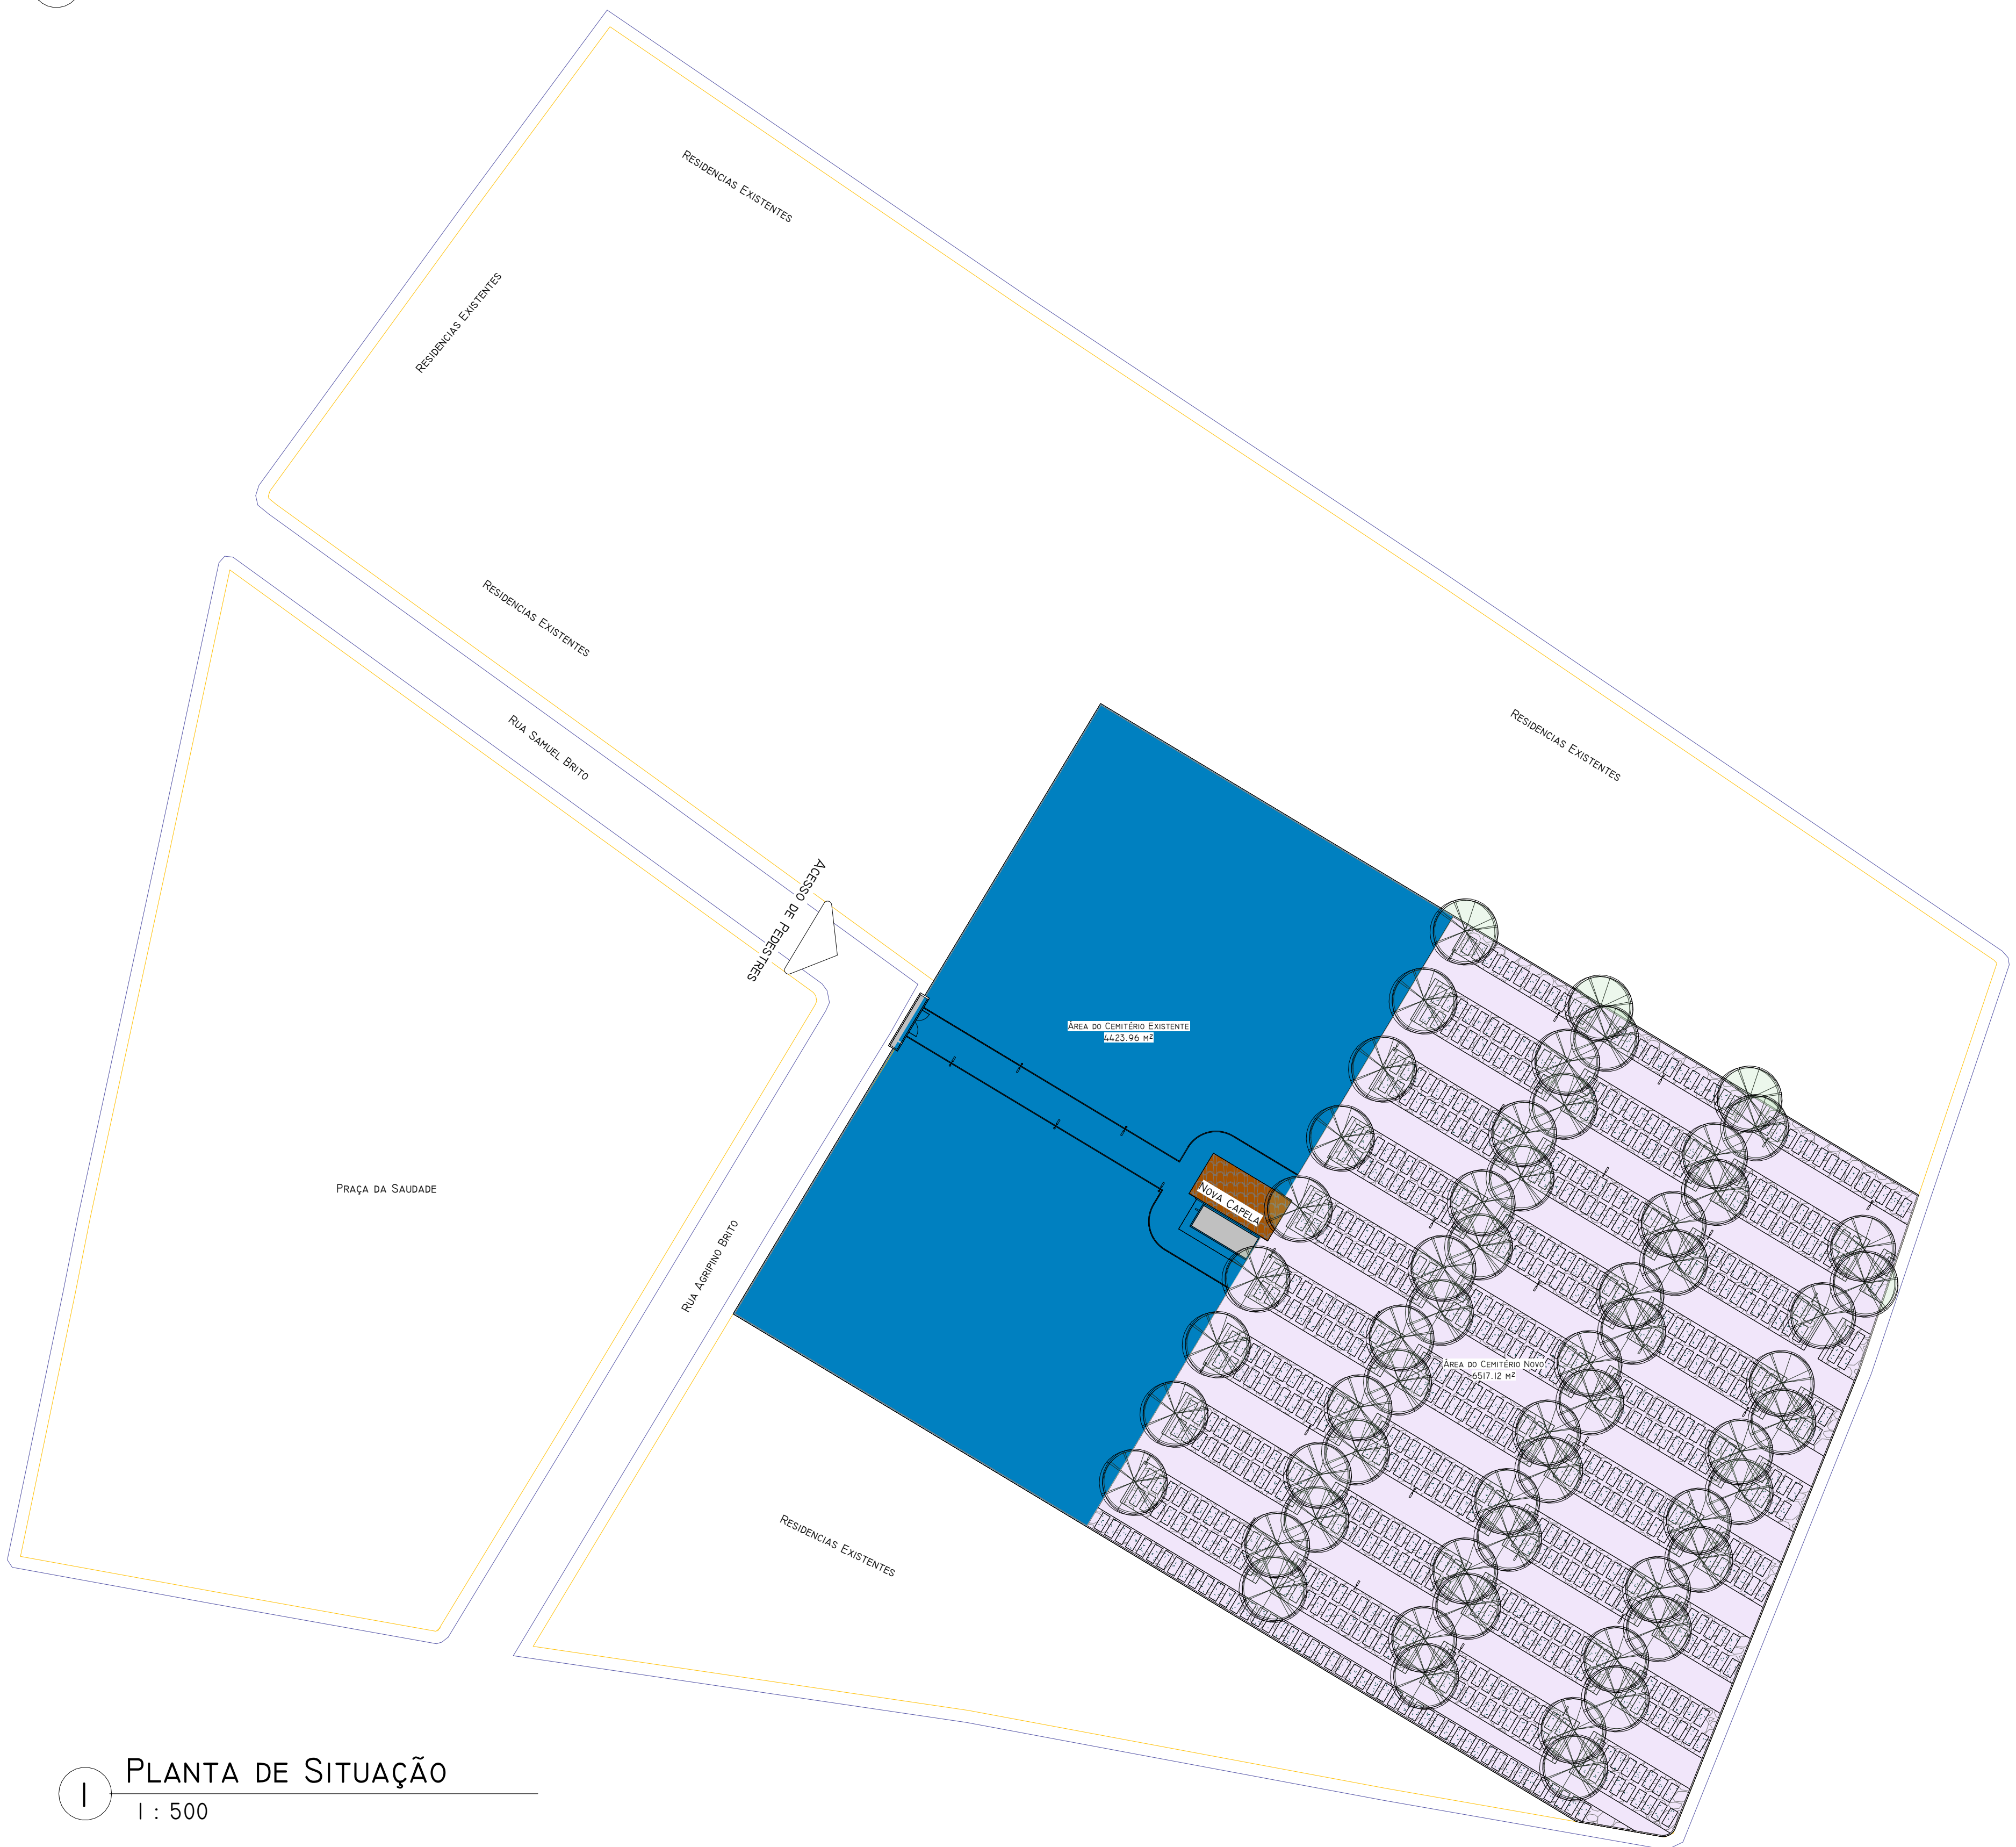 Residencias Existentes
Residencias Existentes
Residencias Existentes
Rua Samuel Brito
Residencias Existentes
Acesso de pedestres
Área do Cemitério Existente
4423.96 m²
Praça da Saudade
Nova Capela
Rua Agripino Brito
Área do Cemitério Novo
6517.12 m²
Residencias Existentes
1
Planta de Situação
1 : 500